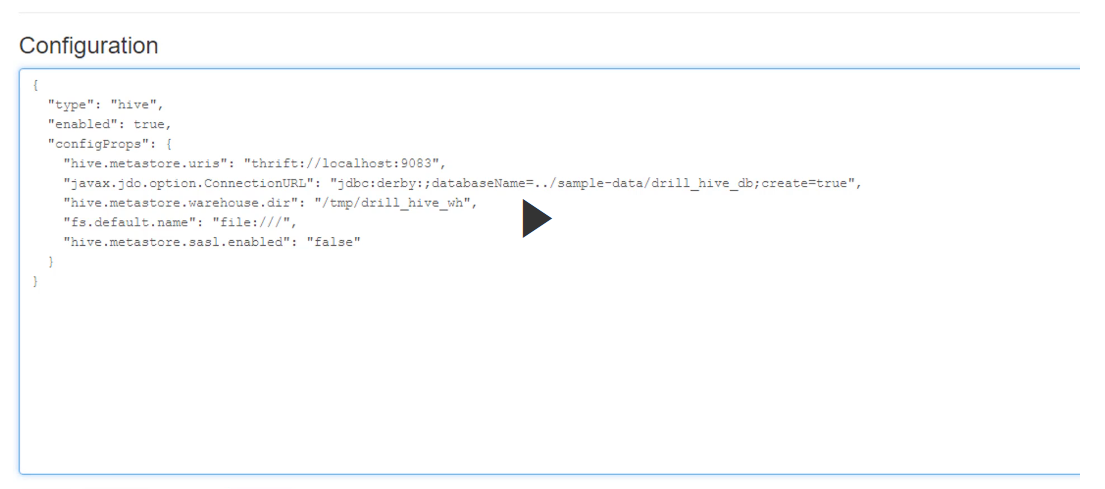 Configuration
{
"type": "hive",
"enabled": true,
"configProps": {
"hive.metastore.uris": "thrift://localhost:9083",
"javax.jdo.option.ConnectionURL": "jdbc:derby:;databaseName=../sample-data/drill_hive_db;create=true",
"hive.metastore.warehouse.dir": "/tmp/drill_hive_wh",
"fs.default.name": "file:///",
"hive.metastore.sasl.enabled": "false"
}
}